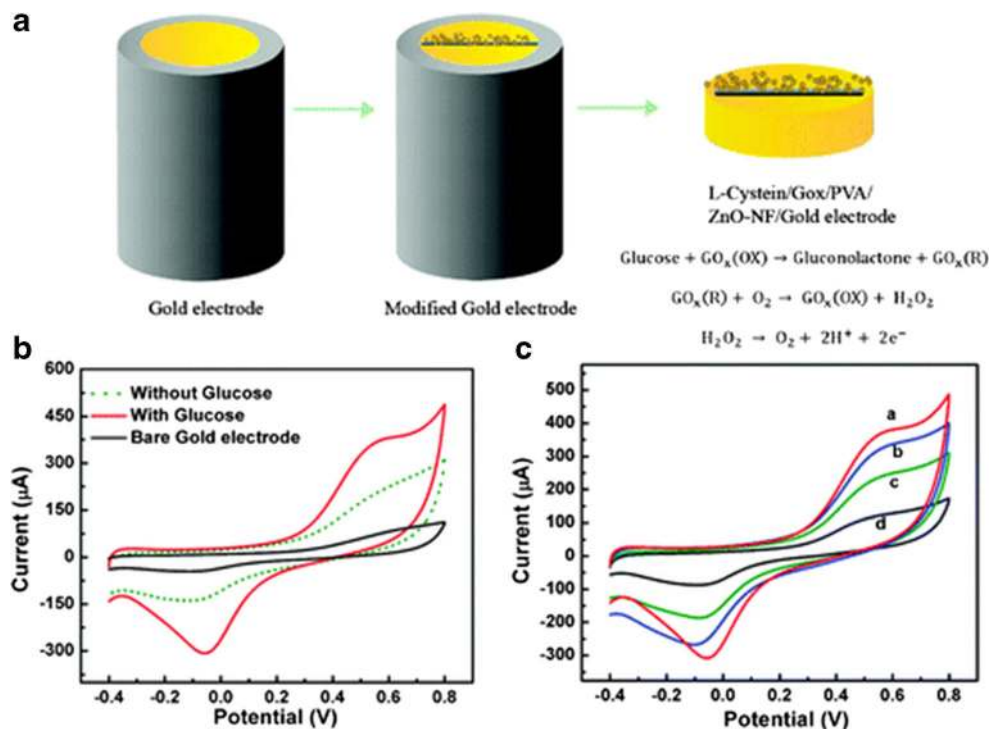 a
Gold electrode
Modified Gold electrode
L-Cystein/Gox/PVA/
ZnO-NF/Gold electrode
Glucose + GOₓ(OX) → Gluconolactone + GOₓ(R)
GOₓ(R) + O₂ → GOₓ(OX) + H₂O₂
H₂O₂ → O₂ + 2H⁺ + 2e⁻
b
600
450
300
150
0
-150
-300
Current (µA)
Without Glucose
With Glucose
Bare Gold electrode
-0.4 -0.2 0.0 0.2 0.4 0.6 0.8
Potential (V)
c
500
400
300
200
100
0
-100
-200
-300
Current (µA)
a
b
c
d
-0.4 -0.2 0.0 0.2 0.4 0.6 0.8
Potential (V)